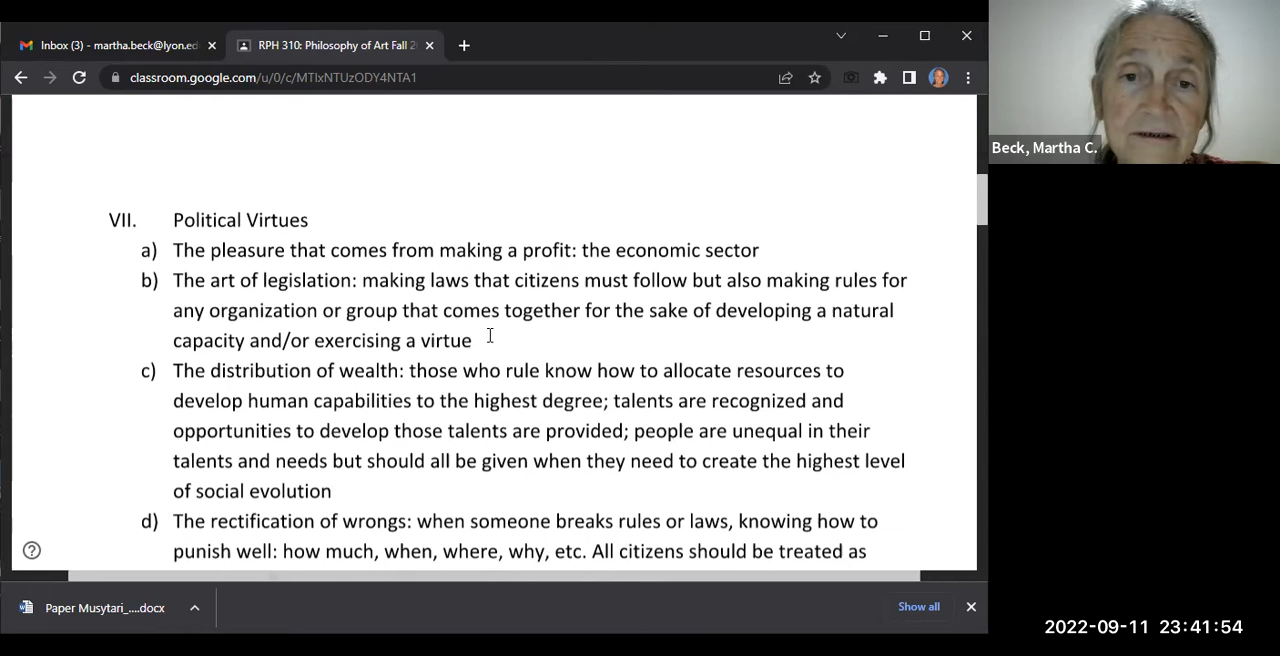 Inbox (3) - martha.beck@lyon.ed
RPH 310: Philosophy of Art Fall 2
classroom.google.com/u/0/c/MTIxNTUzODY4NTA1
Beck, Martha C.
VII. Political Virtues
a) The pleasure that comes from making a profit: the economic sector
b) The art of legislation: making laws that citizens must follow but also making rules for
any organization or group that comes together for the sake of developing a natural
capacity and/or exercising a virtue
c) The distribution of wealth: those who rule know how to allocate resources to
develop human capabilities to the highest degree; talents are recognized and
opportunities to develop those talents are provided; people are unequal in their
talents and needs but should all be given when they need to create the highest level
of social evolution
d) The rectification of wrongs: when someone breaks rules or laws, knowing how to
punish well: how much, when, where, why, etc. All citizens should be treated as
Paper Musytari_....docx
Show all
2022-09-11 23:41:54